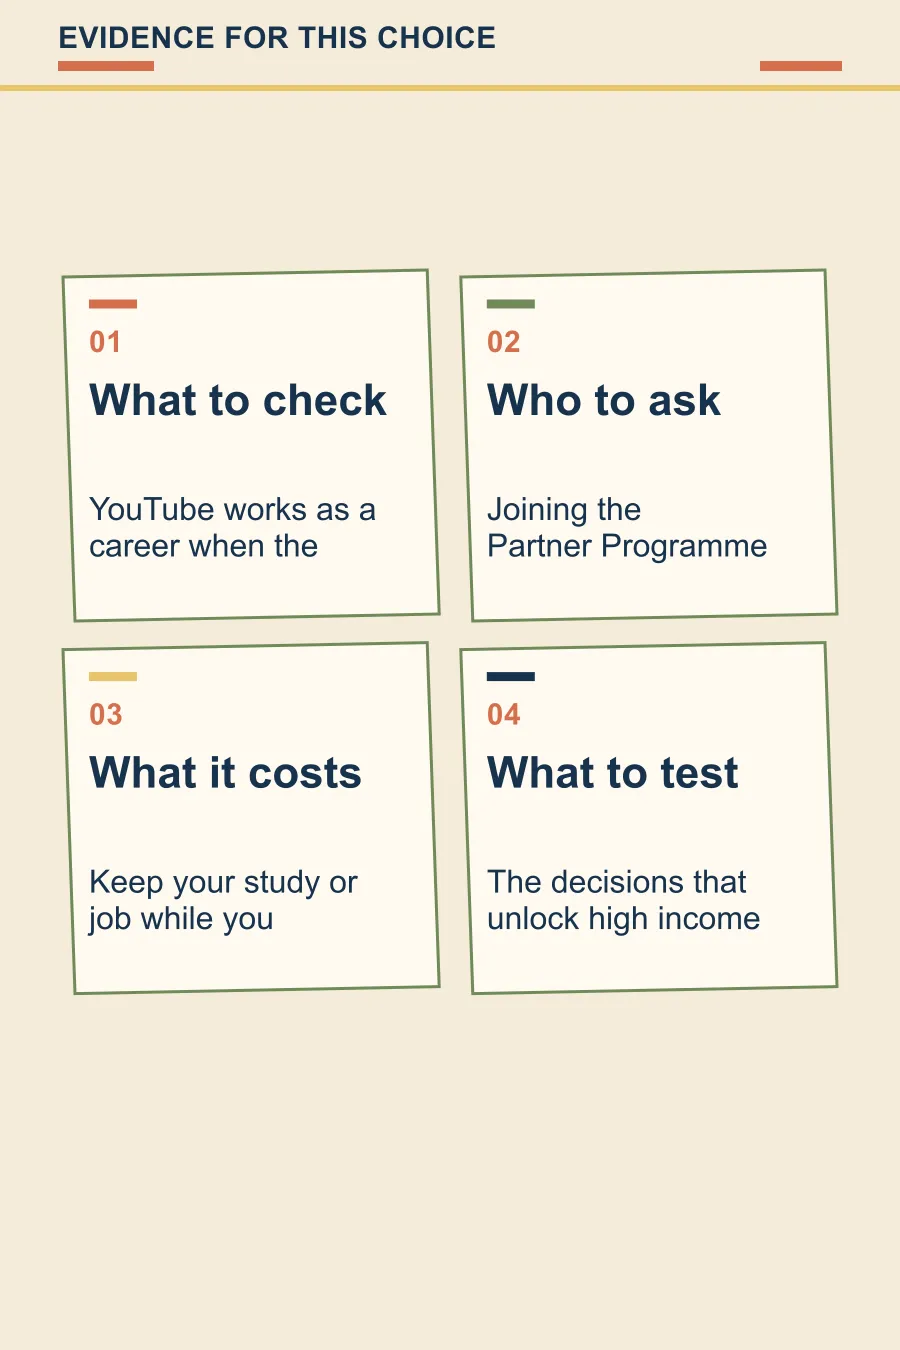 EVIDENCE FOR THIS CHOICE
01
What to check
YouTube works as a
career when the
02
Who to ask
Joining the
Partner Programme
03
What it costs
Keep your study or
job while you
04
What to test
The decisions that
unlock high income